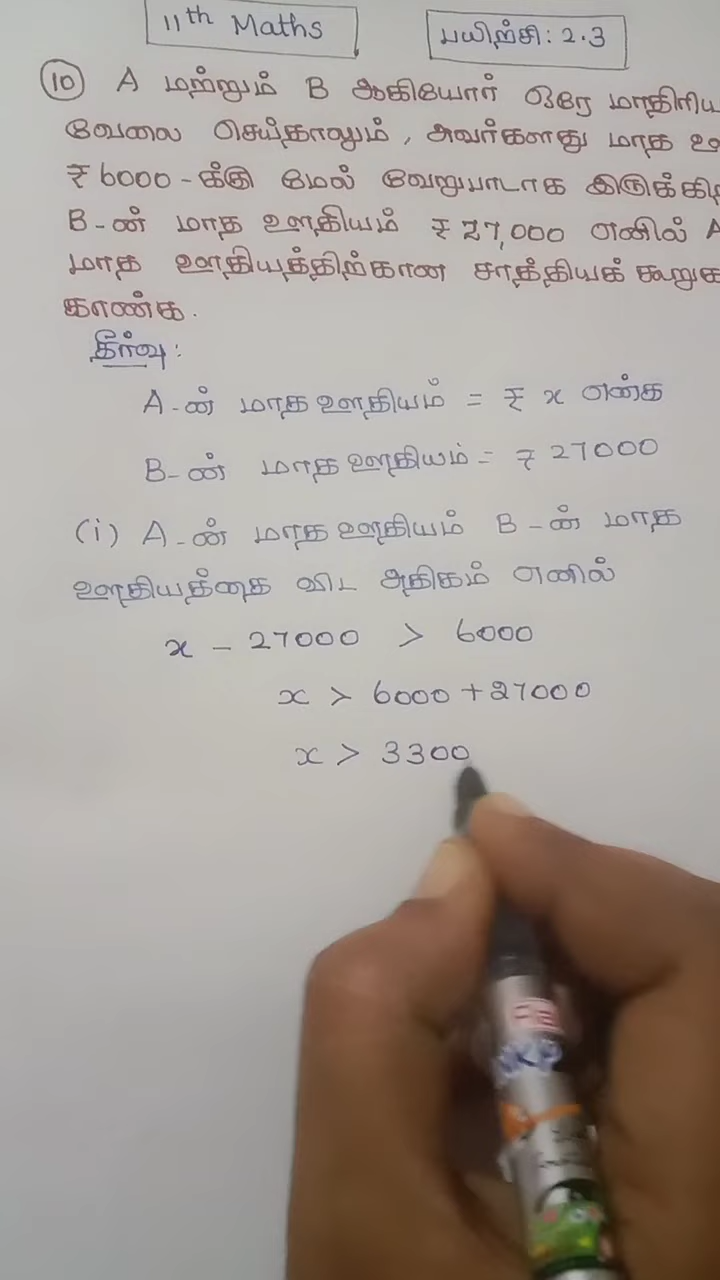 11th Maths
பயிற்சி: 2.3
10 A மற்றும் B ஆகியோர் ஒரே மாதிரிய
வேலை செய்தாலும், அவர்களது மாத ஊ
₹6000-க்கு மேல் வேறுபாடாக இருக்கி
B-ன் மாத ஊதியம் ₹27,000 எனில் A
மாத ஊதியத்திற்கான சாத்தியக் கூறுக
காண்க.
தீர்வு:
A-ன் மாத ஊதியம் = ₹ x என்க
B-ன் மாத ஊதியம் = ₹ 27000
(i) A-ன் மாத ஊதியம் B-ன் மாத
ஊதியத்தை விட அதிகம் எனில்
x - 27000 > 6000
x > 6000 + 27000
x > 3300